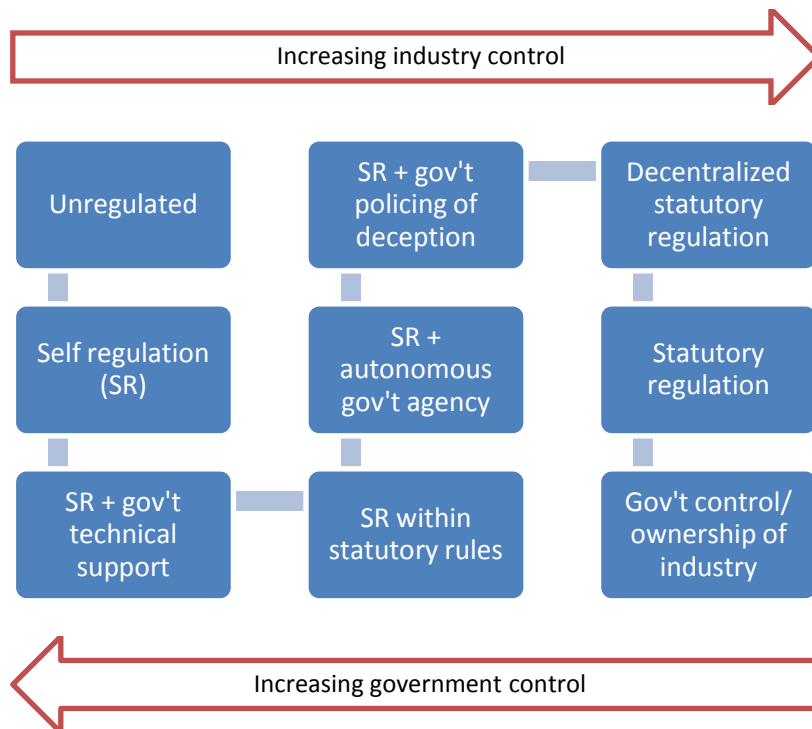 Increasing industry control
Unregulated
Self regulation
(SR)
SR + gov't
technical
support
SR within
statutory rules
SR +
autonomous
gov't agency
SR + gov't
policing of
deception
Decentralized
statutory
regulation
Statutory
regulation
Gov't control/
ownership of
industry
Increasing government control